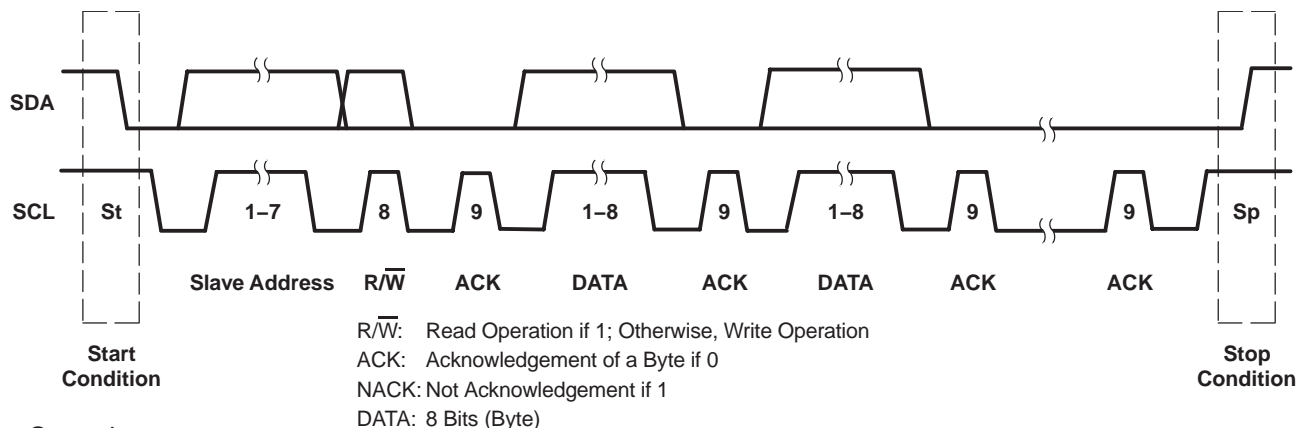 SDA
SCL
St
1–7
8
9
1–8
9
1–8
9
9
Sp
Slave Address
R/W̅
ACK
DATA
ACK
DATA
ACK
ACK
Start
Condition
Stop
Condition
R/W̅: Read Operation if 1; Otherwise, Write Operation
ACK: Acknowledgement of a Byte if 0
NACK: Not Acknowledgement if 1
DATA: 8 Bits (Byte)